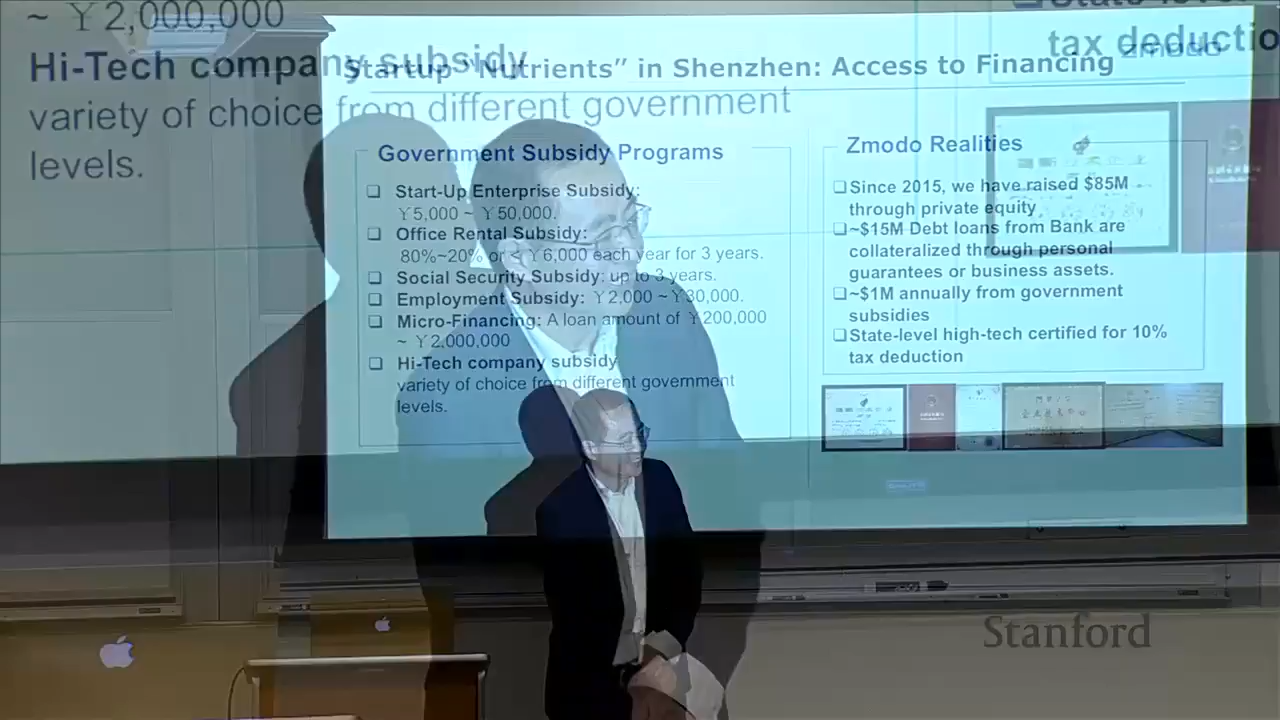 ~ ￥2,000,000
Hi-Tech company subsidy
variety of choice from different government
levels.
tax deductio
zmodo
Startup “Nutrients” in Shenzhen: Access to Financing
Government Subsidy Programs
❑ Start-Up Enterprise Subsidy:
￥5,000 ~ ￥50,000.
❑ Office Rental Subsidy:
80%~20% or < ￥6,000 each year for 3 years.
❑ Social Security Subsidy: up to 3 years.
❑ Employment Subsidy: ￥2,000 ~ ￥30,000.
❑ Micro-Financing: A loan amount of ￥200,000
~ ￥2,000,000
❑ Hi-Tech company subsidy
variety of choice from different government
levels.
Zmodo Realities
❑Since 2015, we have raised $85M
through private equity
❑~$15M Debt loans from Bank are
collateralized through personal
guarantees or business assets.
❑~$1M annually from government
subsidies
❑State-level high-tech certified for 10%
tax deduction
Stanford